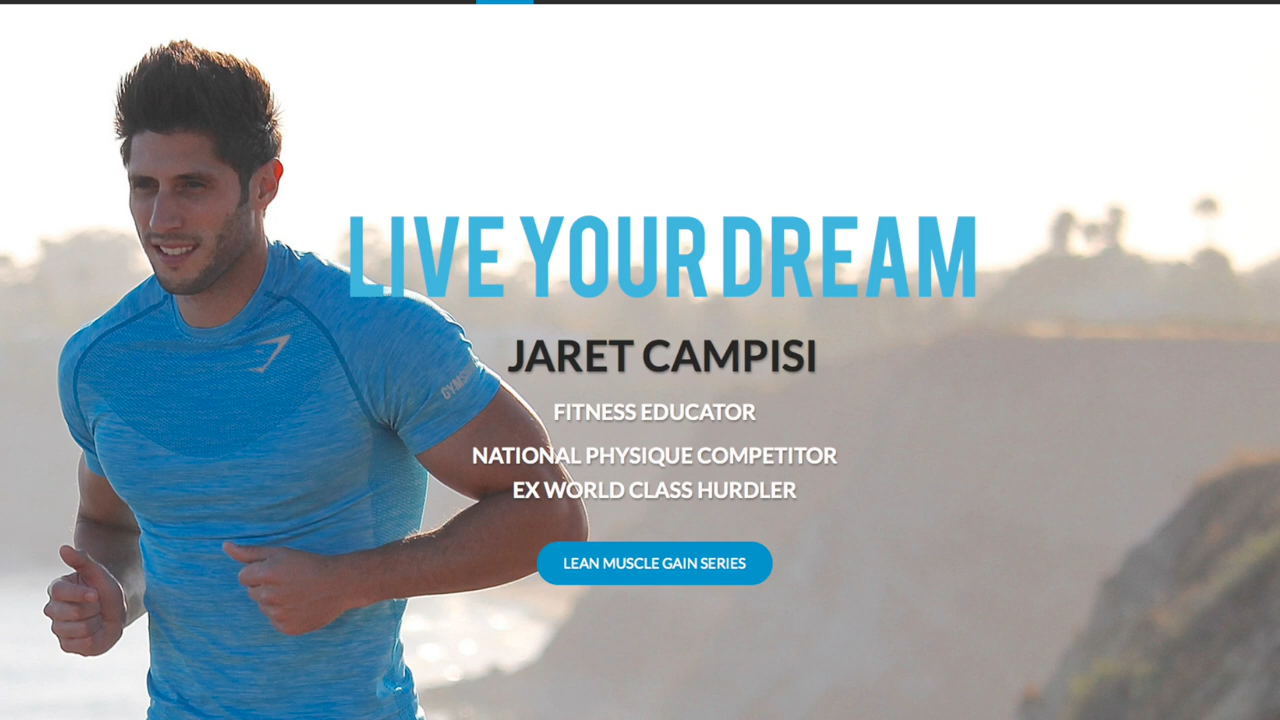 LIVE YOUR DREAM
JARET CAMPISI
FITNESS EDUCATOR
NATIONAL PHYSIQUE COMPETITOR
EX WORLD CLASS HURDLER
LEAN MUSCLE GAIN SERIES